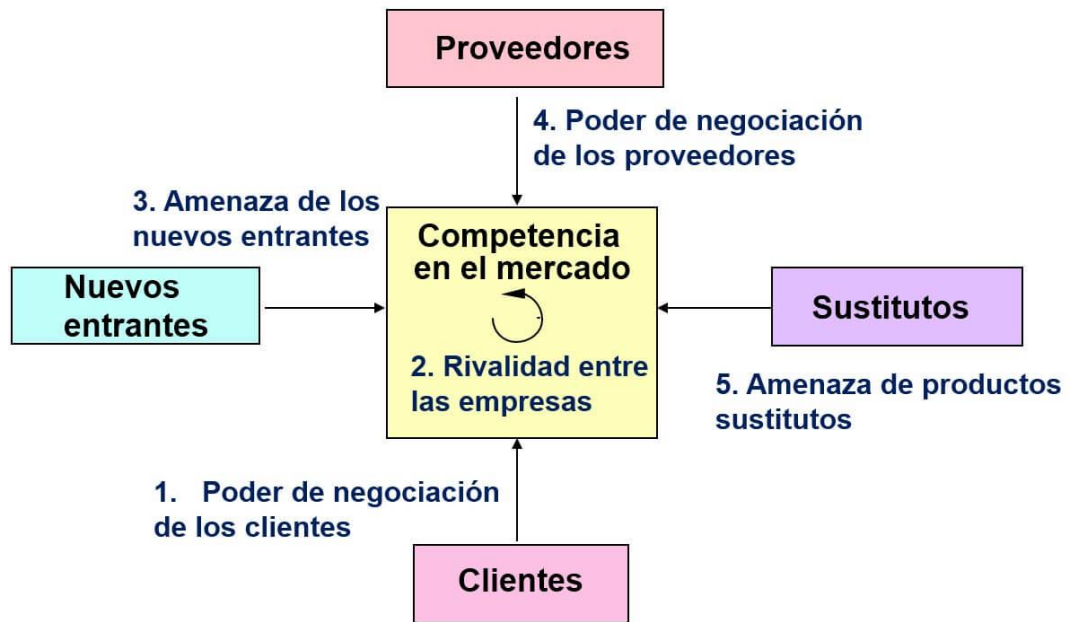 Proveedores
4. Poder de negociación
de los proveedores
3. Amenaza de los
nuevos entrantes
Competencia
en el mercado
Nuevos
entrantes
Sustitutos
2. Rivalidad entre
las empresas
5. Amenaza de productos
sustitutos
1. Poder de negociación
de los clientes
Clientes